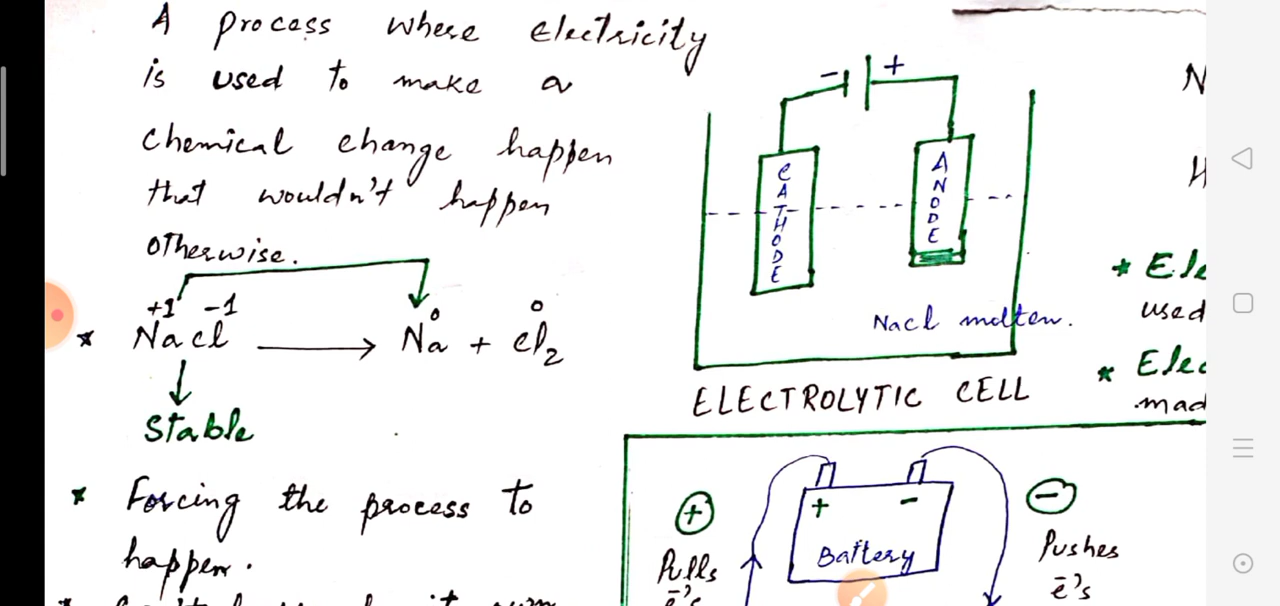 A process where electricity
is used to make a
chemical change happen
that wouldn't happen
otherwise.
+1 -1 0 0
* NaCl → Na + Cl2
Stable
* Forcing the process to
happen.
- +
CATHODE
ANODE
Nacl molten.
ELECTROLYTIC CELL
N
H
* Ele
used
* Elec
mad
+ -
Battery
+
Pulls
ē's
-
Pushes
ē's